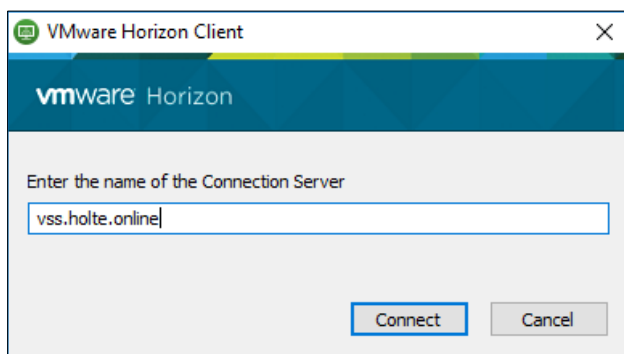 VMware Horizon Client
vmware Horizon
Enter the name of the Connection Server
vss.holte.online
Connect Cancel